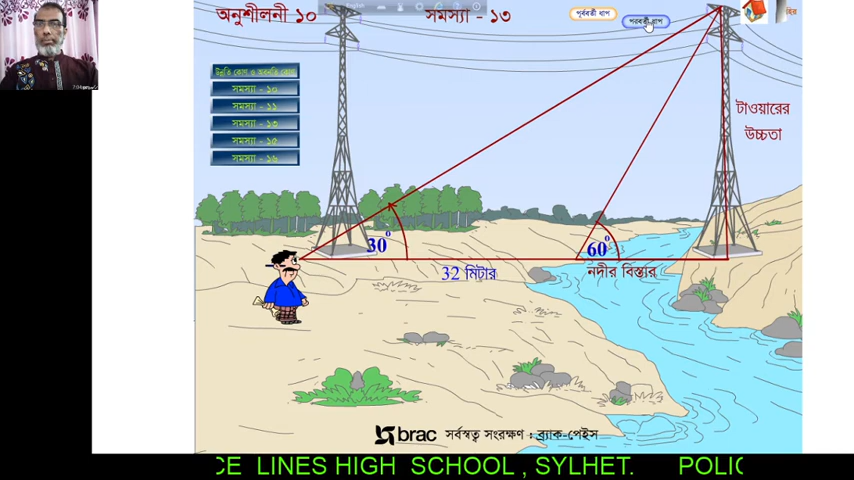 অনুশীলনী ১০
English
সমস্যা - ১৩
পূর্ববর্তী ধাপ
পরবর্তী ধাপ
উন্নতি কোণ ও অবনতি কোণ
সমস্যা - ১০
সমস্যা - ১১
সমস্যা - ১৩
সমস্যা - ১৫
সমস্যা - ১৬
টাওয়ারের
উচ্চতা
30°
60°
32 মিটার
নদীর বিস্তার
brac সর্বস্বত্ব সংরক্ষণ : ব্র্যাক-পেইস
CE LINES HIGH SCHOOL , SYLHET. POLIC